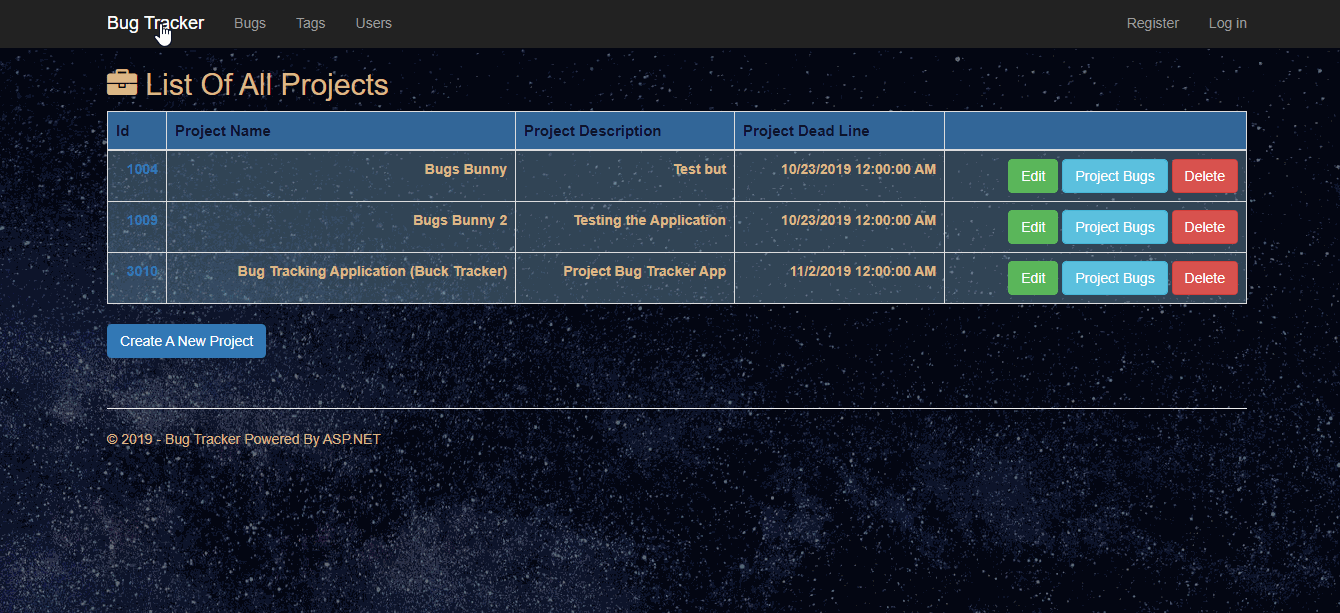 Bug Tracker Bugs Tags Users Register Log in
List Of All Projects
Id Project Name Project Description Project Dead Line
1004 Bugs Bunny Test but 10/23/2019 12:00:00 AM Edit Project Bugs Delete
1009 Bugs Bunny 2 Testing the Application 10/23/2019 12:00:00 AM Edit Project Bugs Delete
3010 Bug Tracking Application (Buck Tracker) Project Bug Tracker App 11/2/2019 12:00:00 AM Edit Project Bugs Delete
Create A New Project
© 2019 - Bug Tracker Powered By ASP.NET